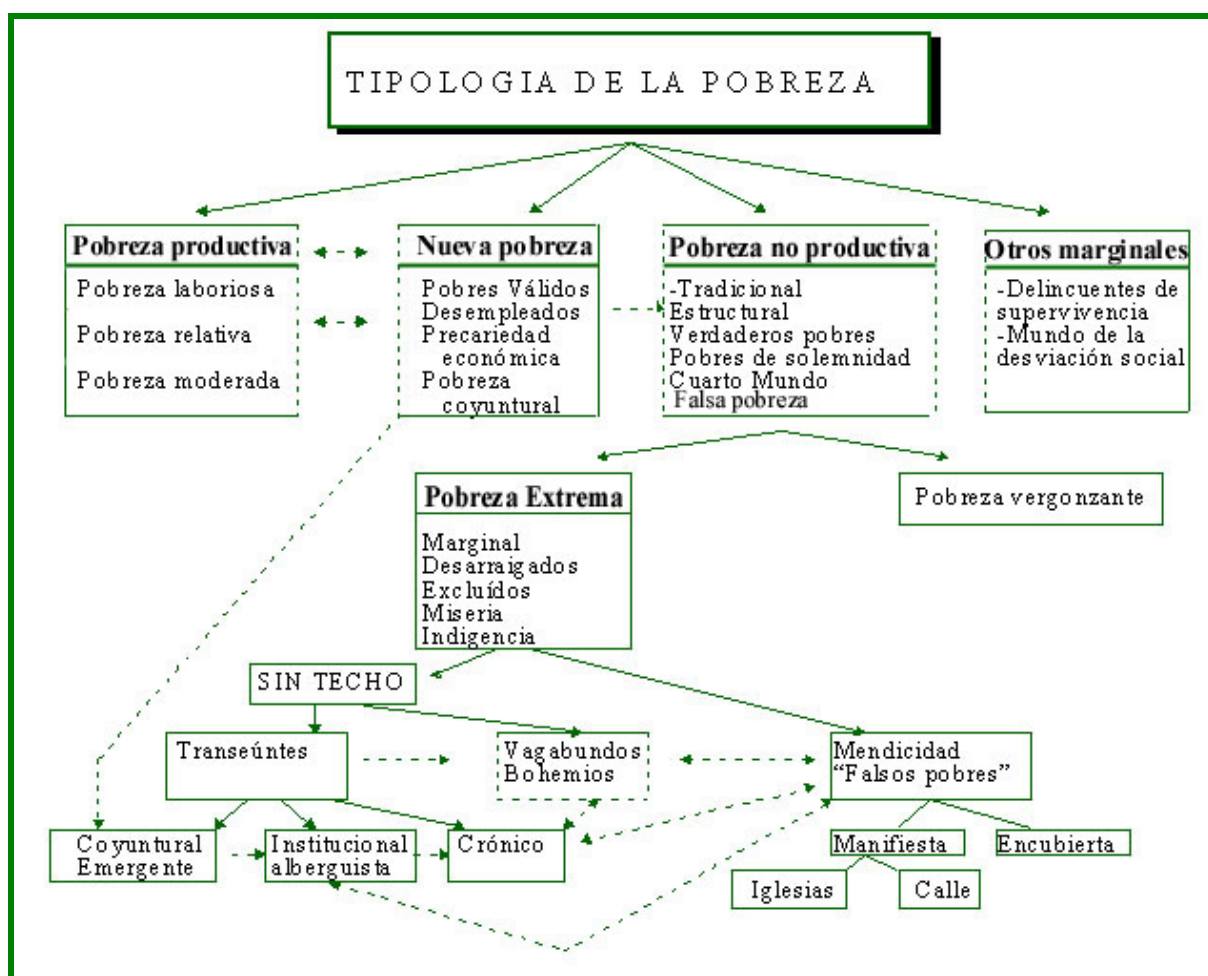 TIPOLOGIA DE LA POBREZA
Pobreza productiva
Pobreza laboriosa
Pobreza relativa
Pobreza moderada
Nueva pobreza
Pobres Válidos
Desempleados
Precariedad
económica
Pobreza
coyuntural
Pobreza no productiva
-Tradicional
Estructural
Verdaderos pobres
Pobres de solemnidad
Cuarto Mundo
Falsa pobreza
Otros marginales
-Delincuentes de
supervivencia
-Mundo de la
desviación social
Pobreza Extrema
Marginal
Desarraigados
Excluídos
Miseria
Indigencia
Pobreza vergonzante
SIN TECHO
Transeúntes
Vagabundos
Bohemios
Mendicidad
“Falsos pobres”
Coyuntural
Emergente
Institucional
alberguista
Crónico
Manifiesta
Encubierta
Iglesias
Calle